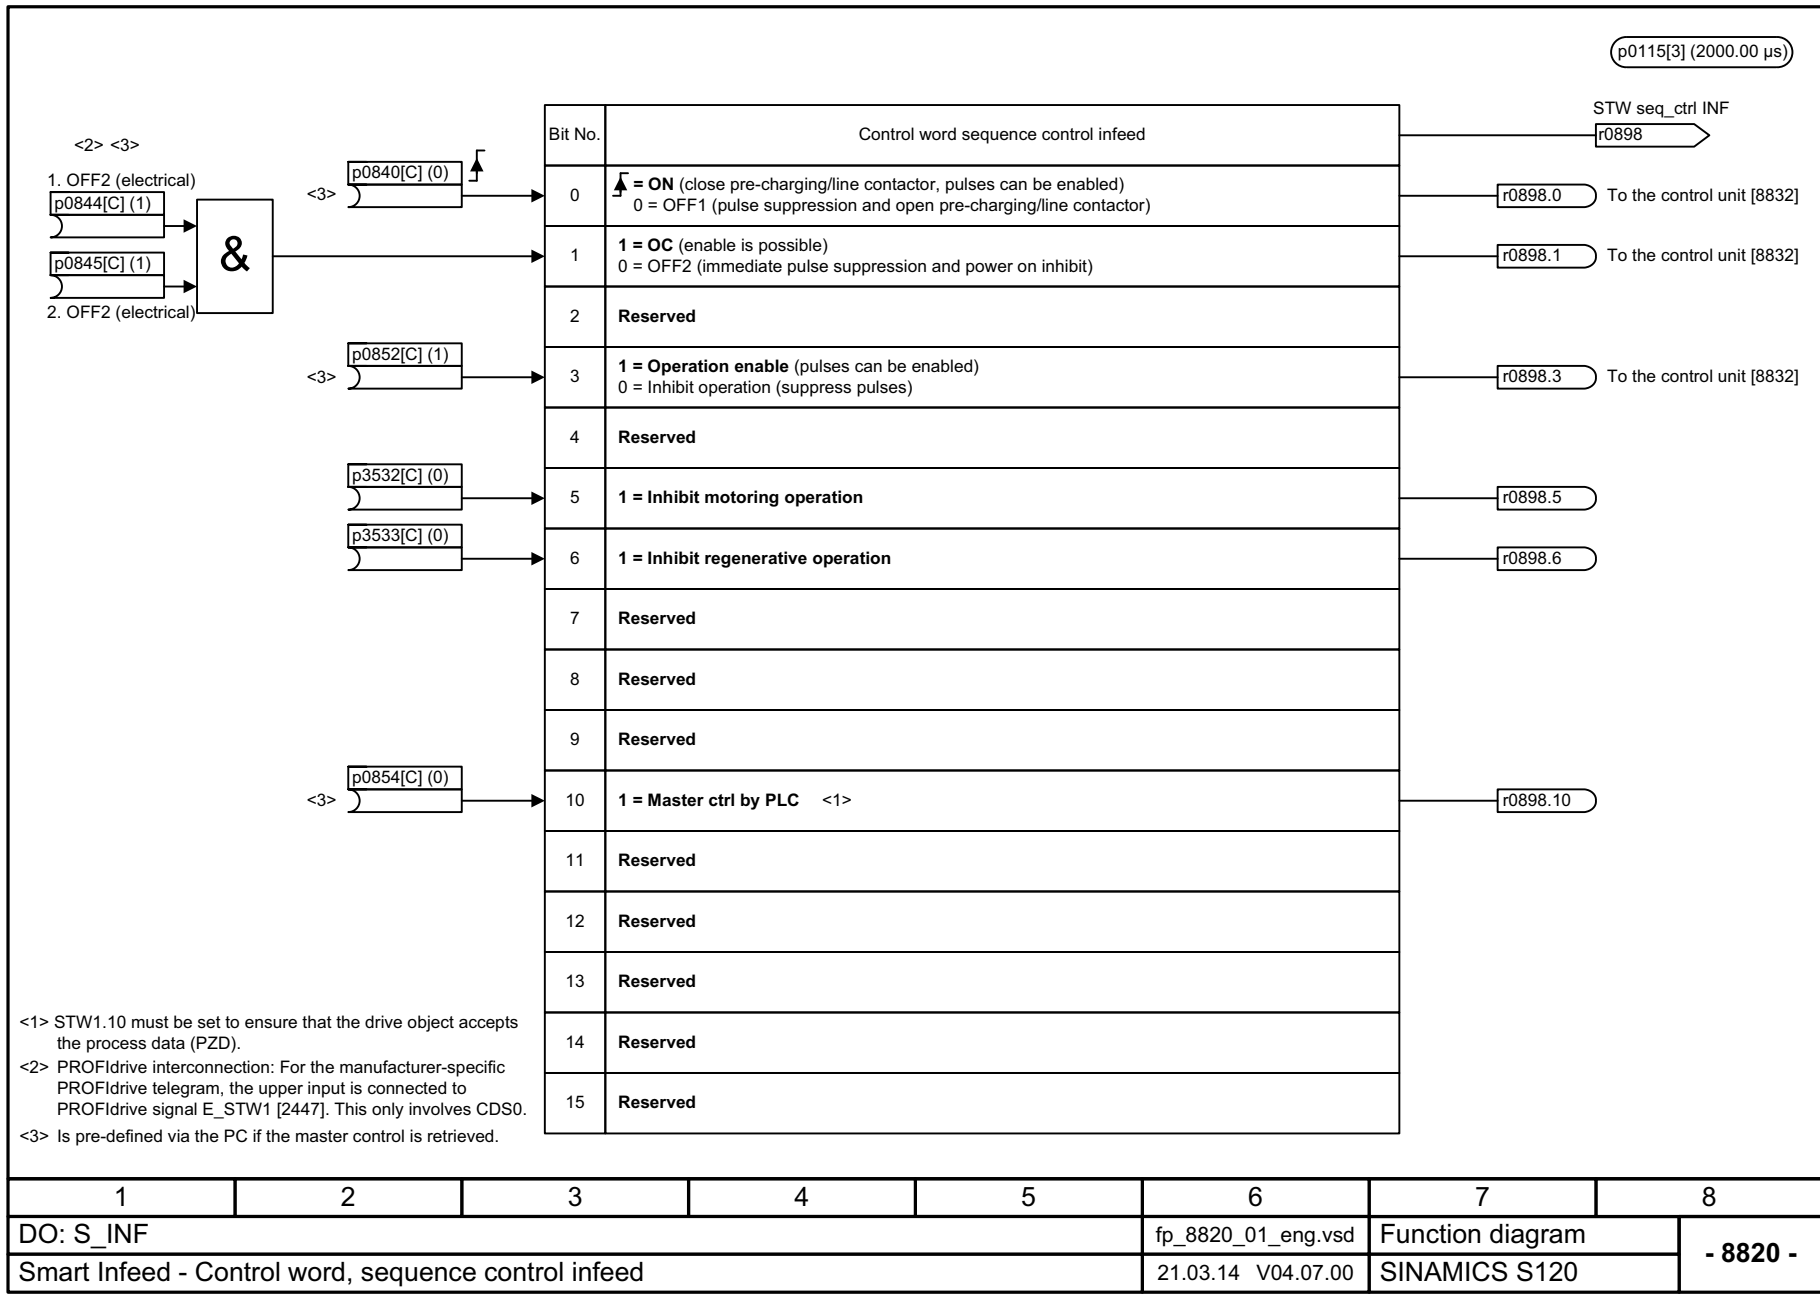 p0115[3] (2000.00 µs)
STW seq_ctrl INF
r0898
Bit No.
Control word sequence control infeed
<2> <3>
1. OFF2 (electrical)
p0844[C] (1)
p0845[C] (1)
2. OFF2 (electrical)
&
<3>
p0840[C] (0)
0
= ON (close pre-charging/line contactor, pulses can be enabled)
0 = OFF1 (pulse suppression and open pre-charging/line contactor)
r0898.0
To the control unit [8832]
1
1 = OC (enable is possible)
0 = OFF2 (immediate pulse suppression and power on inhibit)
r0898.1
To the control unit [8832]
2
Reserved
<3>
p0852[C] (1)
3
1 = Operation enable (pulses can be enabled)
0 = Inhibit operation (suppress pulses)
r0898.3
To the control unit [8832]
4
Reserved
p3532[C] (0)
5
1 = Inhibit motoring operation
r0898.5
p3533[C] (0)
6
1 = Inhibit regenerative operation
r0898.6
7
Reserved
8
Reserved
9
Reserved
<3>
p0854[C] (0)
10
1 = Master ctrl by PLC <1>
r0898.10
11
Reserved
12
Reserved
13
Reserved
14
Reserved
15
Reserved
<1> STW1.10 must be set to ensure that the drive object accepts
the process data (PZD).
<2> PROFIdrive interconnection: For the manufacturer-specific
PROFIdrive telegram, the upper input is connected to
PROFIdrive signal E_STW1 [2447]. This only involves CDS0.
<3> Is pre-defined via the PC if the master control is retrieved.
1 2 3 4 5 6 7 8
DO: S_INF
fp_8820_01_eng.vsd
Function diagram
- 8820 -
Smart Infeed - Control word, sequence control infeed
21.03.14 V04.07.00
SINAMICS S120